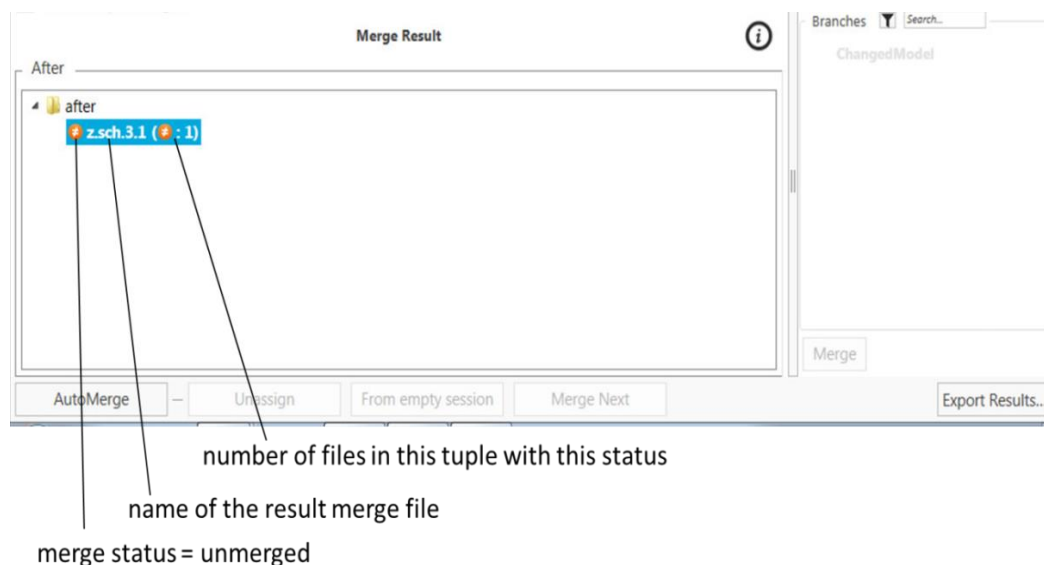 Merge Result
Branches Search...
ChangedModel
After
after
≠ z.sch.3.1 (≠ : 1)
Merge
AutoMerge – Unassign From empty session Merge Next Export Results...
number of files in this tuple with this status
name of the result merge file
merge status = unmerged